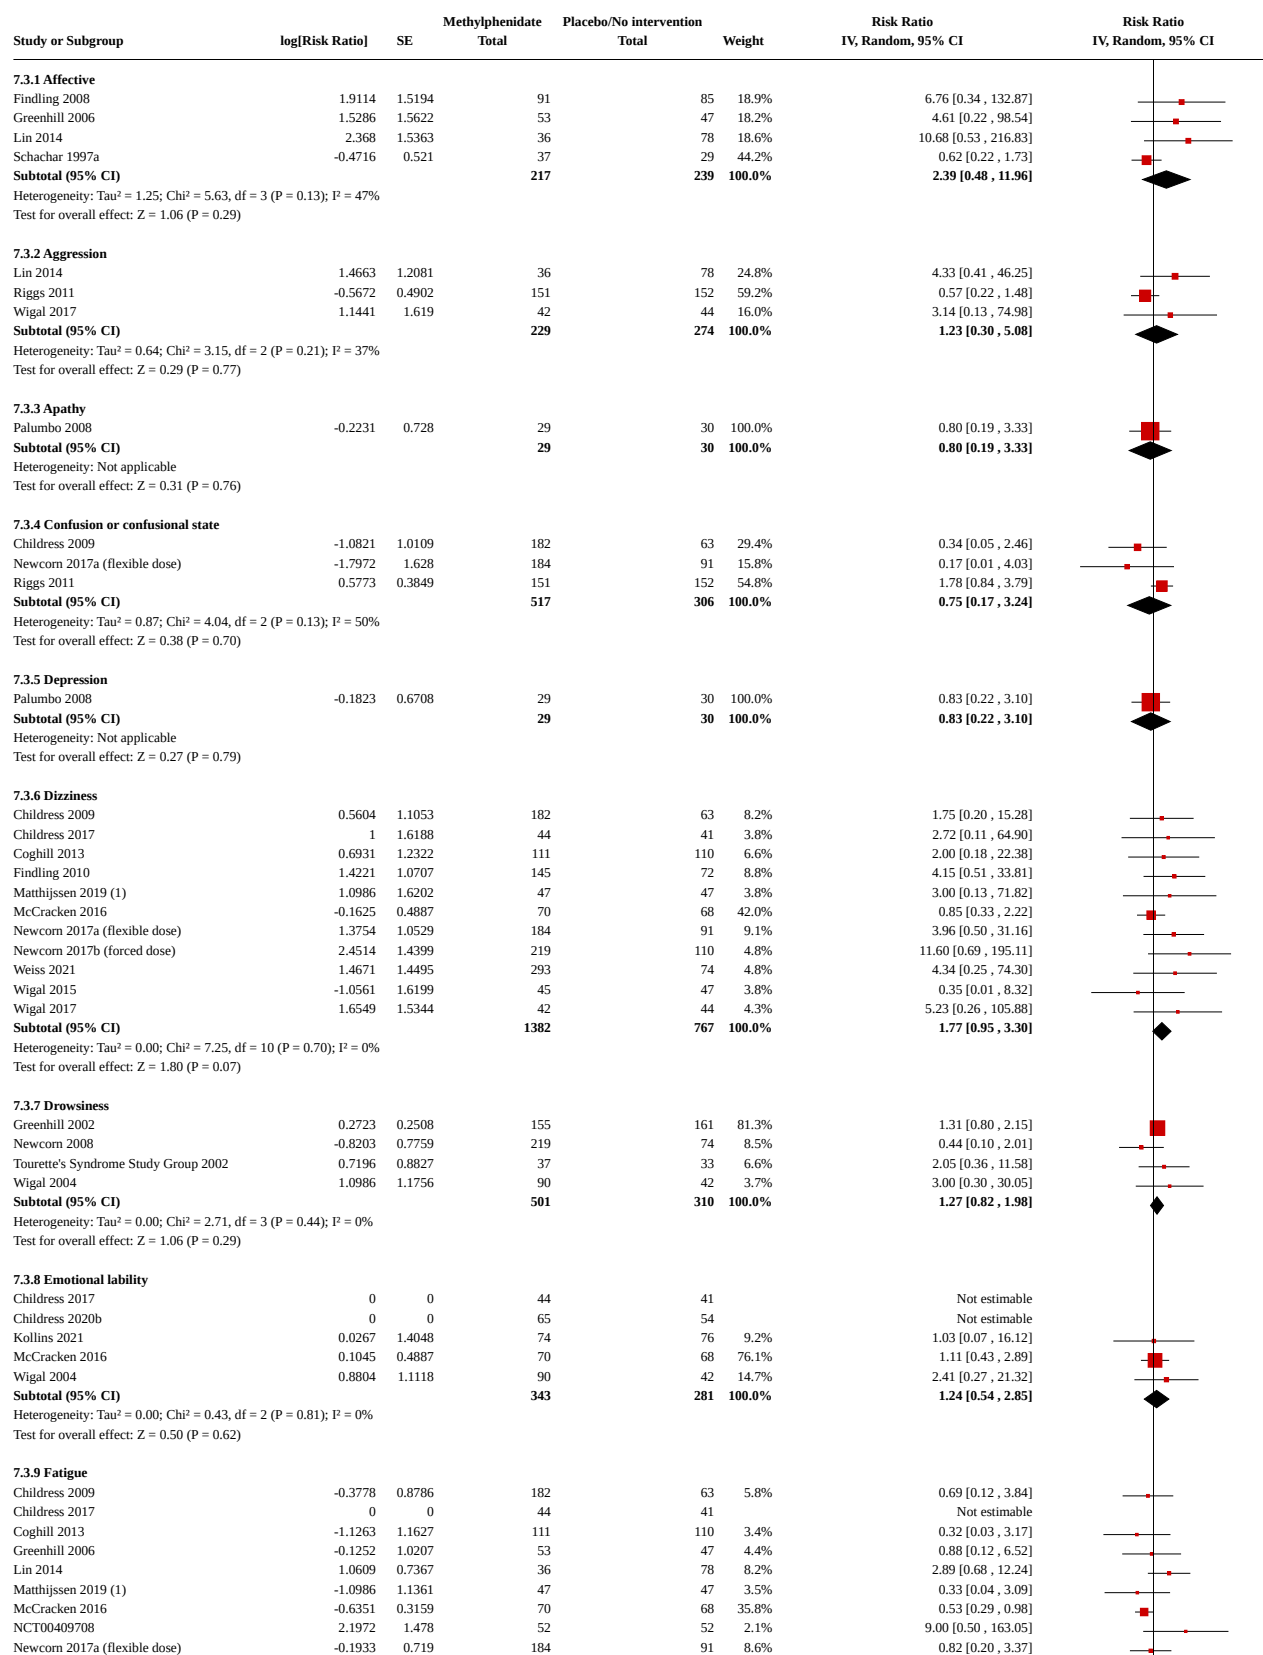 Methylphenidate Placebo/No intervention Risk Ratio Risk Ratio
Study or Subgroup log[Risk Ratio] SE Total Total Weight IV, Random, 95% CI IV, Random, 95% CI
7.3.1 Affective
Findling 2008 1.9114 1.5194 91 85 18.9% 6.76 [0.34 , 132.87]
Greenhill 2006 1.5286 1.5622 53 47 18.2% 4.61 [0.22 , 98.54]
Lin 2014 2.368 1.5363 36 78 18.6% 10.68 [0.53 , 216.83]
Schachar 1997a -0.4716 0.521 37 29 44.2% 0.62 [0.22 , 1.73]
Subtotal (95% CI) 217 239 100.0% 2.39 [0.48 , 11.96]
Heterogeneity: Tau² = 1.25; Chi² = 5.63, df = 3 (P = 0.13); I² = 47%
Test for overall effect: Z = 1.06 (P = 0.29)
7.3.2 Aggression
Lin 2014 1.4663 1.2081 36 78 24.8% 4.33 [0.41 , 46.25]
Riggs 2011 -0.5672 0.4902 151 152 59.2% 0.57 [0.22 , 1.48]
Wigal 2017 1.1441 1.619 42 44 16.0% 3.14 [0.13 , 74.98]
Subtotal (95% CI) 229 274 100.0% 1.23 [0.30 , 5.08]
Heterogeneity: Tau² = 0.64; Chi² = 3.15, df = 2 (P = 0.21); I² = 37%
Test for overall effect: Z = 0.29 (P = 0.77)
7.3.3 Apathy
Palumbo 2008 -0.2231 0.728 29 30 100.0% 0.80 [0.19 , 3.33]
Subtotal (95% CI) 29 30 100.0% 0.80 [0.19 , 3.33]
Heterogeneity: Not applicable
Test for overall effect: Z = 0.31 (P = 0.76)
7.3.4 Confusion or confusional state
Childress 2009 -1.0821 1.0109 182 63 29.4% 0.34 [0.05 , 2.46]
Newcorn 2017a (flexible dose) -1.7972 1.628 184 91 15.8% 0.17 [0.01 , 4.03]
Riggs 2011 0.5773 0.3849 151 152 54.8% 1.78 [0.84 , 3.79]
Subtotal (95% CI) 517 306 100.0% 0.75 [0.17 , 3.24]
Heterogeneity: Tau² = 0.87; Chi² = 4.04, df = 2 (P = 0.13); I² = 50%
Test for overall effect: Z = 0.38 (P = 0.70)
7.3.5 Depression
Palumbo 2008 -0.1823 0.6708 29 30 100.0% 0.83 [0.22 , 3.10]
Subtotal (95% CI) 29 30 100.0% 0.83 [0.22 , 3.10]
Heterogeneity: Not applicable
Test for overall effect: Z = 0.27 (P = 0.79)
7.3.6 Dizziness
Childress 2009 0.5604 1.1053 182 63 8.2% 1.75 [0.20 , 15.28]
Childress 2017 1 1.6188 44 41 3.8% 2.72 [0.11 , 64.90]
Coghill 2013 0.6931 1.2322 111 110 6.6% 2.00 [0.18 , 22.38]
Findling 2010 1.4221 1.0707 145 72 8.8% 4.15 [0.51 , 33.81]
Matthijssen 2019 (1) 1.0986 1.6202 47 47 3.8% 3.00 [0.13 , 71.82]
McCracken 2016 -0.1625 0.4887 70 68 42.0% 0.85 [0.33 , 2.22]
Newcorn 2017a (flexible dose) 1.3754 1.0529 184 91 9.1% 3.96 [0.50 , 31.16]
Newcorn 2017b (forced dose) 2.4514 1.4399 219 110 4.8% 11.60 [0.69 , 195.11]
Weiss 2021 1.4671 1.4495 293 74 4.8% 4.34 [0.25 , 74.30]
Wigal 2015 -1.0561 1.6199 45 47 3.8% 0.35 [0.01 , 8.32]
Wigal 2017 1.6549 1.5344 42 44 4.3% 5.23 [0.26 , 105.88]
Subtotal (95% CI) 1382 767 100.0% 1.77 [0.95 , 3.30]
Heterogeneity: Tau² = 0.00; Chi² = 7.25, df = 10 (P = 0.70); I² = 0%
Test for overall effect: Z = 1.80 (P = 0.07)
7.3.7 Drowsiness
Greenhill 2002 0.2723 0.2508 155 161 81.3% 1.31 [0.80 , 2.15]
Newcorn 2008 -0.8203 0.7759 219 74 8.5% 0.44 [0.10 , 2.01]
Tourette's Syndrome Study Group 2002 0.7196 0.8827 37 33 6.6% 2.05 [0.36 , 11.58]
Wigal 2004 1.0986 1.1756 90 42 3.7% 3.00 [0.30 , 30.05]
Subtotal (95% CI) 501 310 100.0% 1.27 [0.82 , 1.98]
Heterogeneity: Tau² = 0.00; Chi² = 2.71, df = 3 (P = 0.44); I² = 0%
Test for overall effect: Z = 1.06 (P = 0.29)
7.3.8 Emotional lability
Childress 2017 0 0 44 41 Not estimable
Childress 2020b 0 0 65 54 Not estimable
Kollins 2021 0.0267 1.4048 74 76 9.2% 1.03 [0.07 , 16.12]
McCracken 2016 0.1045 0.4887 70 68 76.1% 1.11 [0.43 , 2.89]
Wigal 2004 0.8804 1.1118 90 42 14.7% 2.41 [0.27 , 21.32]
Subtotal (95% CI) 343 281 100.0% 1.24 [0.54 , 2.85]
Heterogeneity: Tau² = 0.00; Chi² = 0.43, df = 2 (P = 0.81); I² = 0%
Test for overall effect: Z = 0.50 (P = 0.62)
7.3.9 Fatigue
Childress 2009 -0.3778 0.8786 182 63 5.8% 0.69 [0.12 , 3.84]
Childress 2017 0 0 44 41 Not estimable
Coghill 2013 -1.1263 1.1627 111 110 3.4% 0.32 [0.03 , 3.17]
Greenhill 2006 -0.1252 1.0207 53 47 4.4% 0.88 [0.12 , 6.52]
Lin 2014 1.0609 0.7367 36 78 8.2% 2.89 [0.68 , 12.24]
Matthijssen 2019 (1) -1.0986 1.1361 47 47 3.5% 0.33 [0.04 , 3.09]
McCracken 2016 -0.6351 0.3159 70 68 35.8% 0.53 [0.29 , 0.98]
NCT00409708 2.1972 1.478 52 52 2.1% 9.00 [0.50 , 163.05]
Newcorn 2017a (flexible dose) -0.1933 0.719 184 91 8.6% 0.82 [0.20 , 3.37]